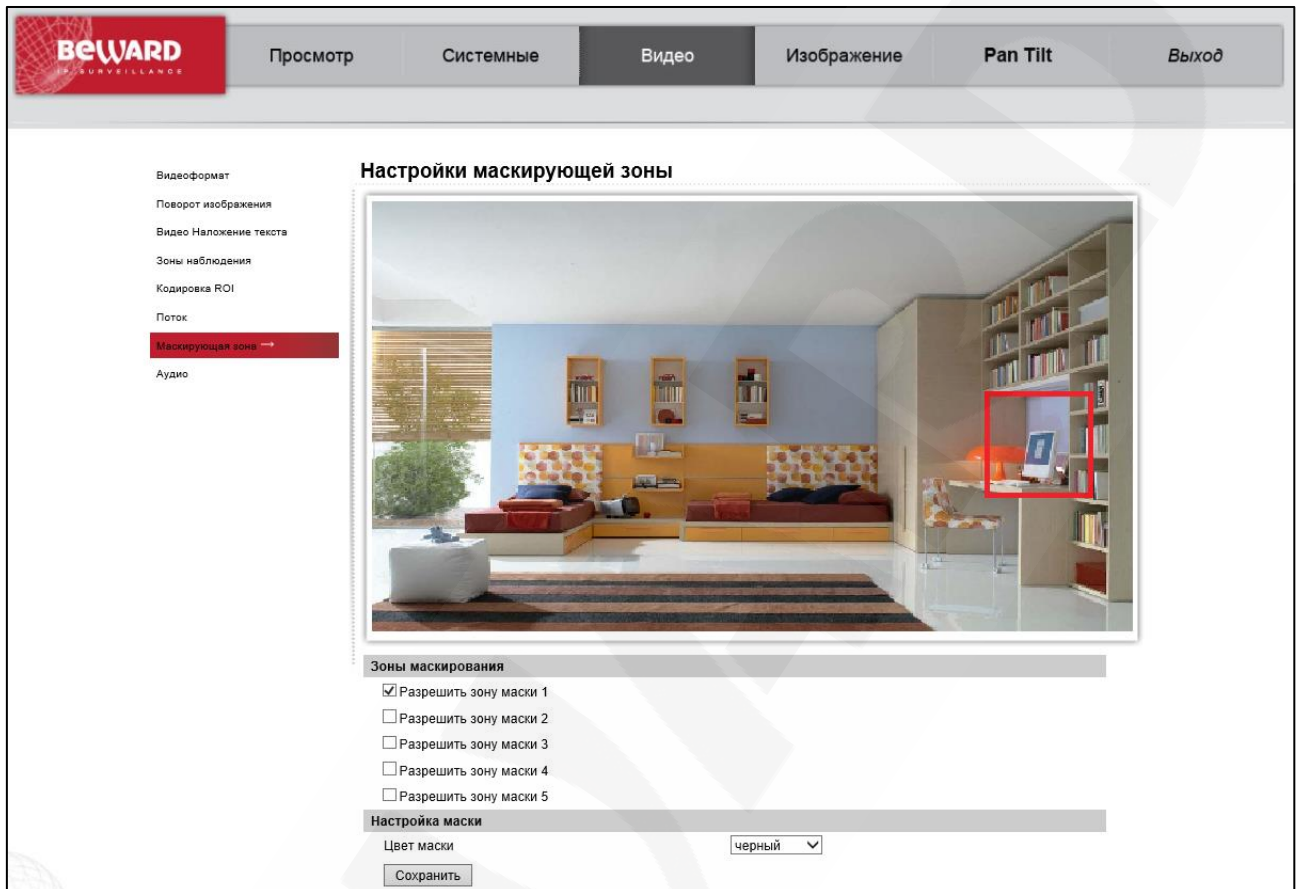 BEWARD
IP SURVEILLANCE
Просмотр
Системные
Видео
Изображение
Pan Tilt
Выход
Видеоформат
Поворот изображения
Видео Наложение текста
Зоны наблюдения
Кодировка ROI
Поток
Маскирующая зона →
Аудио
Настройки маскирующей зоны
Зоны маскирования
Разрешить зону маски 1
Разрешить зону маски 2
Разрешить зону маски 3
Разрешить зону маски 4
Разрешить зону маски 5
Настройка маски
Цвет маски
черный
Сохранить